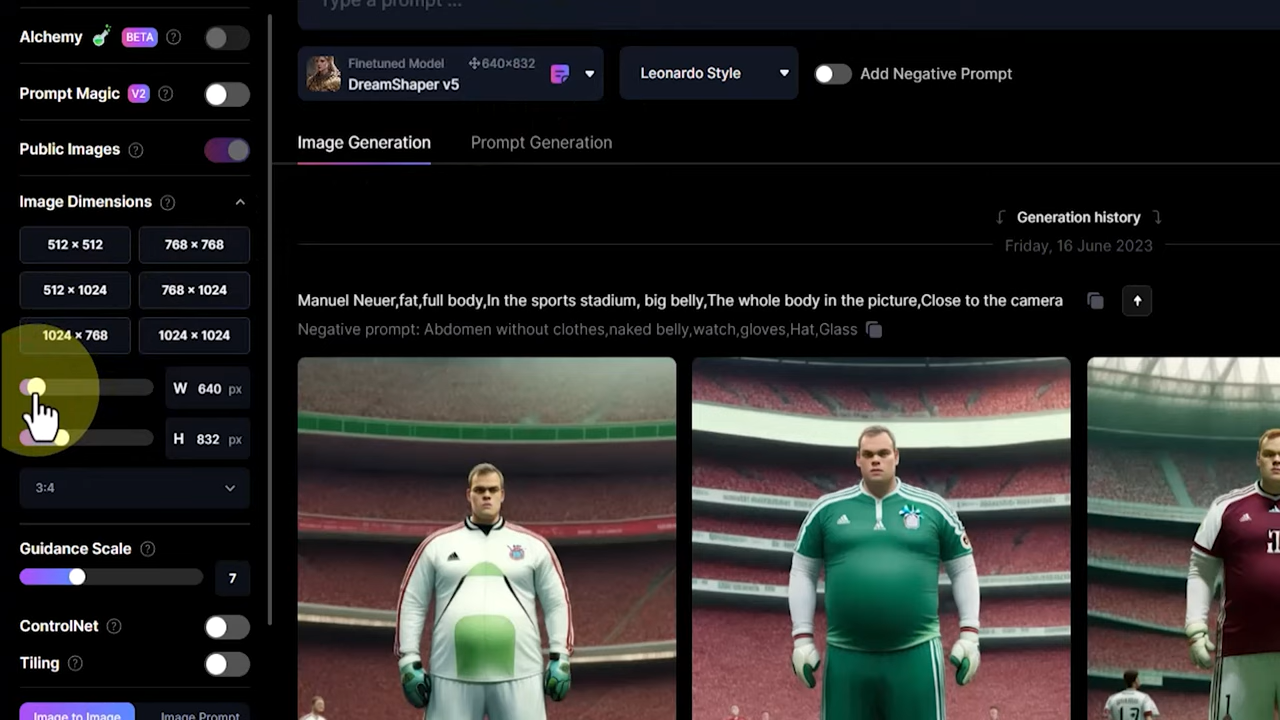 Type a prompt ...
Alchemy BETA
Finetuned Model 640×832
DreamShaper v5
Leonardo Style
Add Negative Prompt
Prompt Magic V2
Image Generation
Prompt Generation
Public Images
Image Dimensions
Generation history
Friday, 16 June 2023
512 × 512
768 × 768
512 × 1024
768 × 1024
Manuel Neuer,fat,full body,In the sports stadium, big belly,The whole body in the picture,Close to the camera
Negative prompt: Abdomen without clothes,naked belly,watch,gloves,Hat,Glass
1024 × 768
1024 × 1024
W 640 px
H 832 px
3:4
Guidance Scale
7
ControlNet
Tiling
Image to Image
Image Prompt